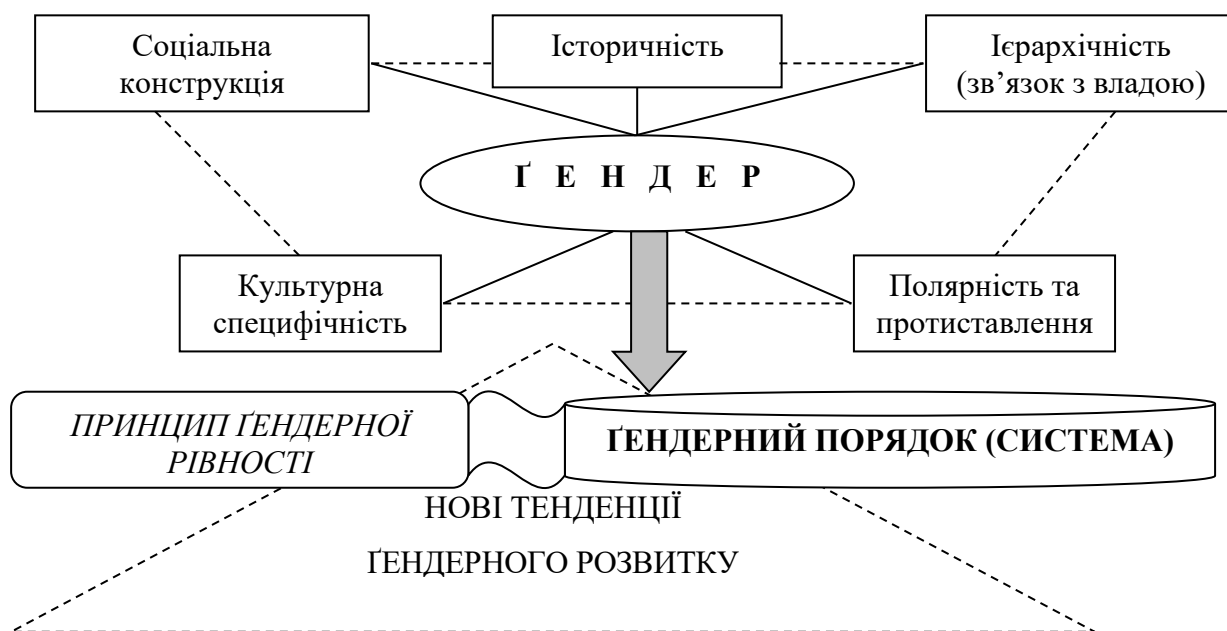 Соціальна
конструкція
Історичність
Ієрархічність
(зв’язок з владою)
Ґ Е Н Д Е Р
Культурна
специфічність
Полярність та
протиставлення
ПРИНЦИП ҐЕНДЕРНОЇ
РІВНОСТІ
ҐЕНДЕРНИЙ ПОРЯДОК (СИСТЕМА)
НОВІ ТЕНДЕНЦІЇ
ҐЕНДЕРНОГО РОЗВИТКУ